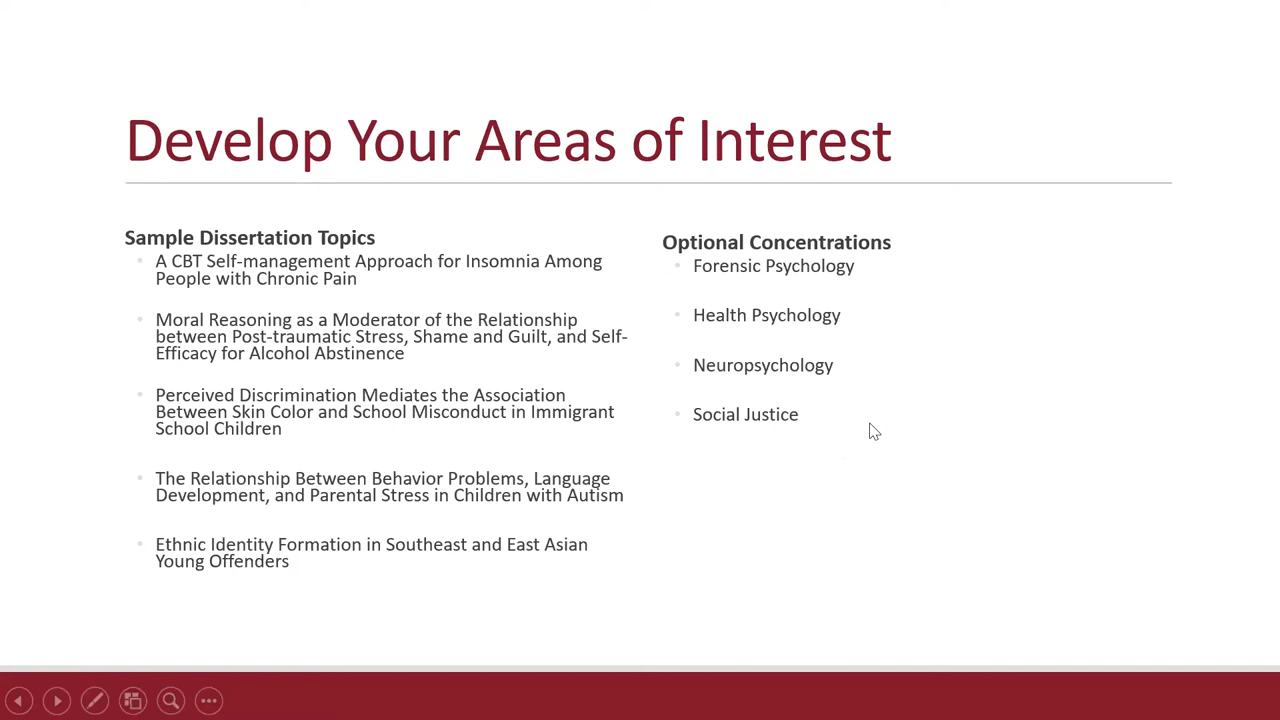 Develop Your Areas of Interest
Sample Dissertation Topics
A CBT Self-management Approach for Insomnia Among
People with Chronic Pain
Moral Reasoning as a Moderator of the Relationship
between Post-traumatic Stress, Shame and Guilt, and Self-
Efficacy for Alcohol Abstinence
Perceived Discrimination Mediates the Association
Between Skin Color and School Misconduct in Immigrant
School Children
The Relationship Between Behavior Problems, Language
Development, and Parental Stress in Children with Autism
Ethnic Identity Formation in Southeast and East Asian
Young Offenders
Optional Concentrations
Forensic Psychology
Health Psychology
Neuropsychology
Social Justice